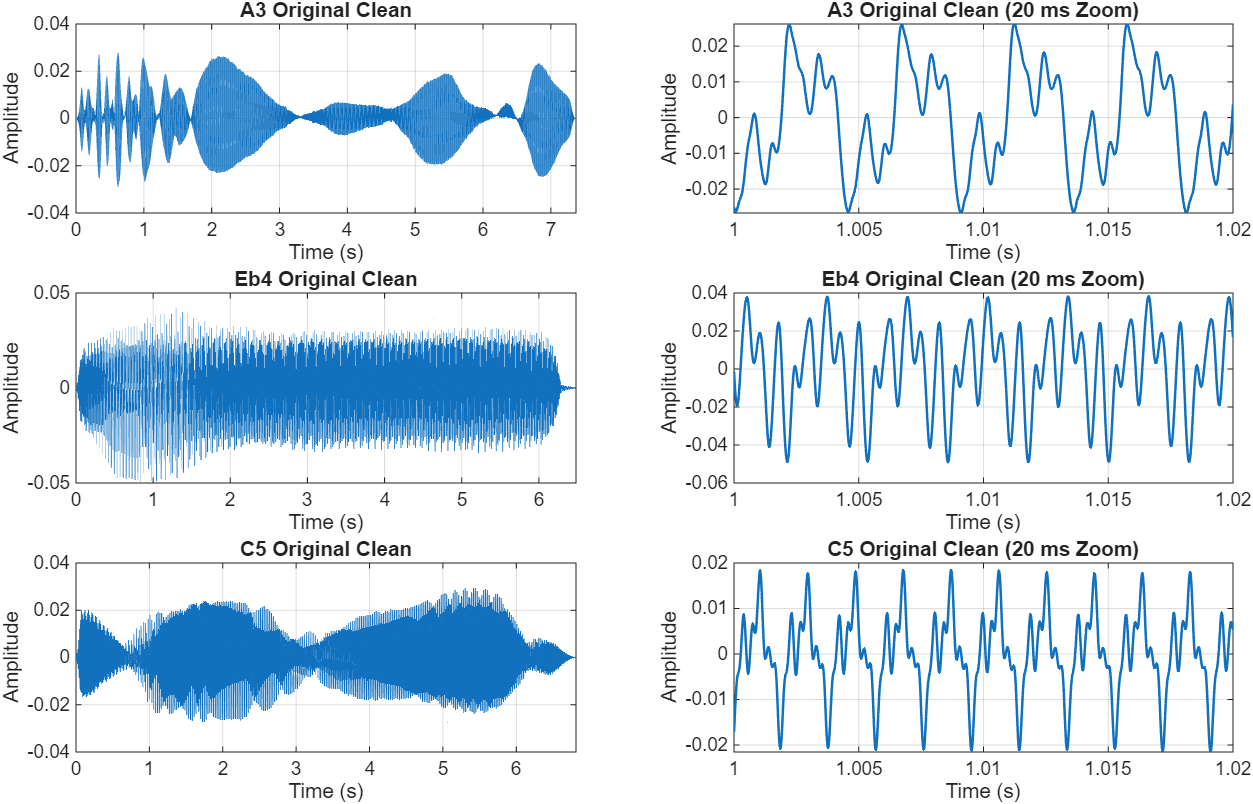 A3 Original Clean
0.04
0.02
0
-0.02
-0.04
Amplitude
0 1 2 3 4 5 6 7
Time (s)
A3 Original Clean (20 ms Zoom)
0.02
0.01
0
-0.01
-0.02
Amplitude
1 1.005 1.01 1.015 1.02
Time (s)
Eb4 Original Clean
0.05
0
-0.05
Amplitude
0 1 2 3 4 5 6
Time (s)
Eb4 Original Clean (20 ms Zoom)
0.04
0.02
0
-0.02
-0.04
-0.06
Amplitude
1 1.005 1.01 1.015 1.02
Time (s)
C5 Original Clean
0.04
0.02
0
-0.02
-0.04
Amplitude
0 1 2 3 4 5 6
Time (s)
C5 Original Clean (20 ms Zoom)
0.02
0.01
0
-0.01
-0.02
Amplitude
1 1.005 1.01 1.015 1.02
Time (s)